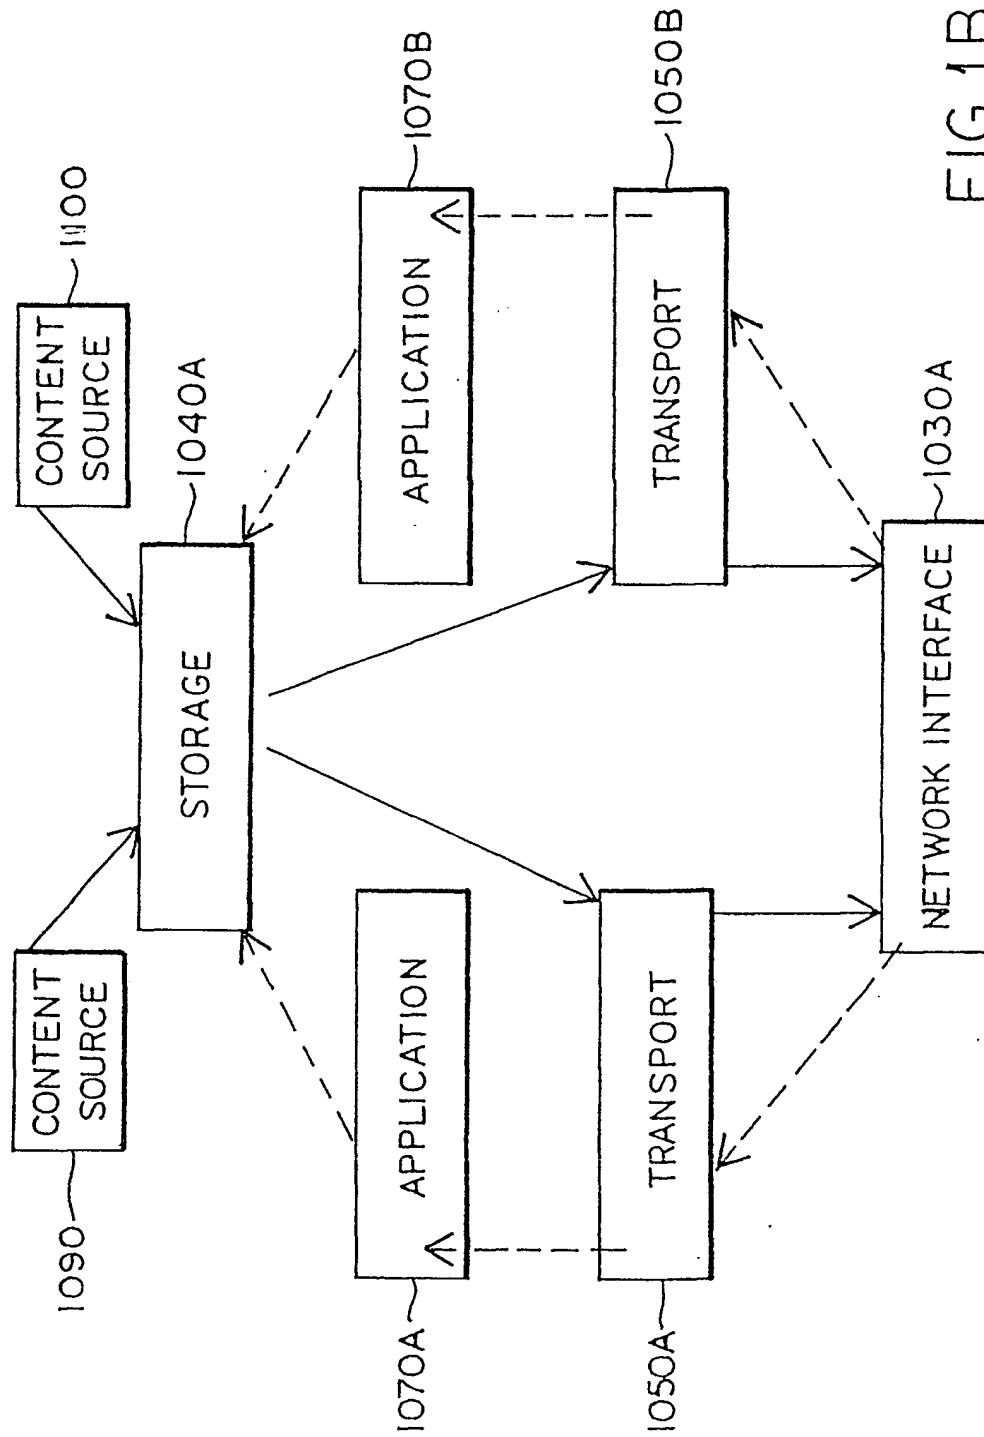 1090
CONTENT
SOURCE
CONTENT
SOURCE
1100
STORAGE
1040A
1070A
APPLICATION
APPLICATION
1070B
1050A
TRANSPORT
TRANSPORT
1050B
NETWORK INTERFACE
1030A
FIG. 1B